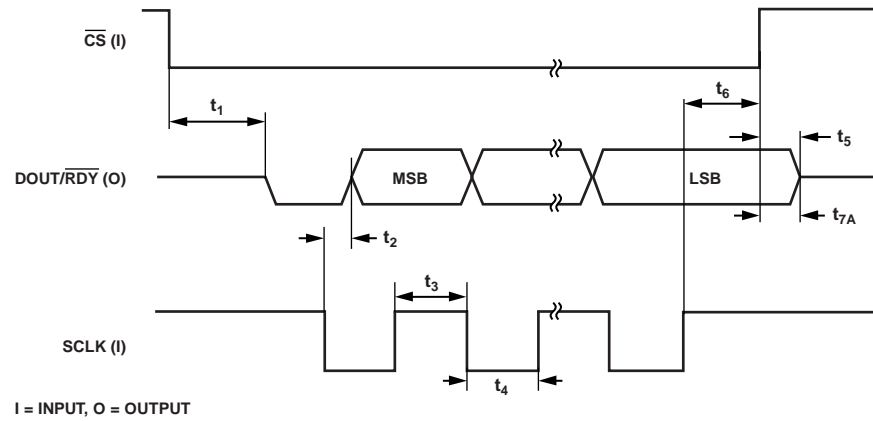 CS (I)
t1
t6
t5
DOUT/RDY (O)
MSB
LSB
t2
t7A
t3
SCLK (I)
t4
I = INPUT, O = OUTPUT